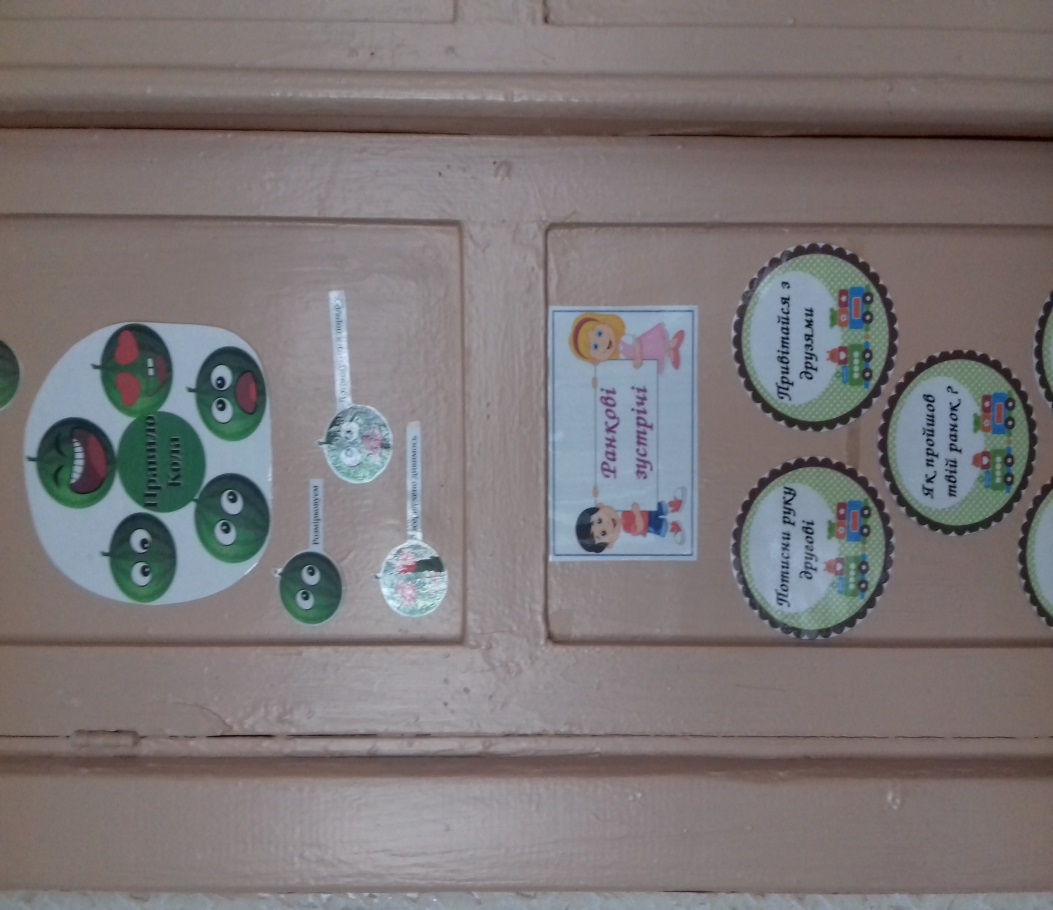 Правило
Кола
Розмірковуєм
Ранкові
зустрічі
Потисни руку
другові
Привітайся з
друзями
Як пройшов
твій ранок ?